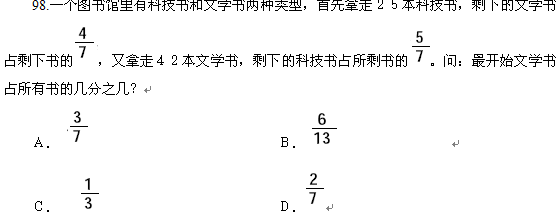 98.一个图书馆里有科技书和文学书两种类型，首先拿走２５本科技书，剩下的文学书
占剩下书的 4/7 ，又拿走４２本文学书，剩下的科技书占所剩书的 5/7 。问：最开始文学书
占所有书的几分之几？
A． 3/7 B． 6/13
C． 1/3 D． 2/7